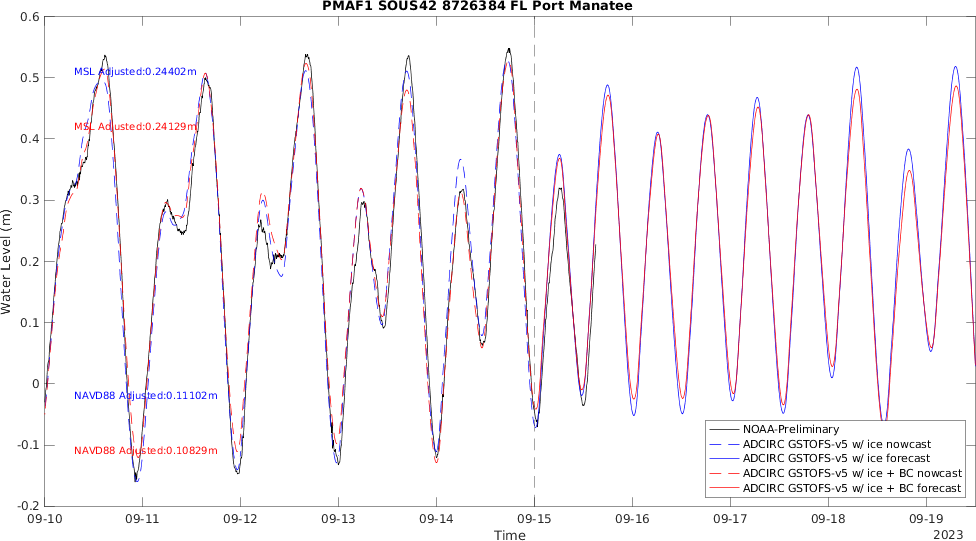 PMAF1 SOUS42 8726384 FL Port Manatee
0.6
0.5
0.4
0.3
0.2
0.1
0
-0.1
-0.2
Water Level (m)
MSL Adjusted:0.24402m
MSL Adjusted:0.24129m
NAVD88 Adjusted:0.11102m
NAVD88 Adjusted:0.10829m
NOAA-Preliminary
ADCIRC GSTOFS-v5 w/ ice nowcast
ADCIRC GSTOFS-v5 w/ ice forecast
ADCIRC GSTOFS-v5 w/ ice + BC nowcast
ADCIRC GSTOFS-v5 w/ ice + BC forecast
09-10 09-11 09-12 09-13 09-14 09-15 09-16 09-17 09-18 09-19
Time
2023